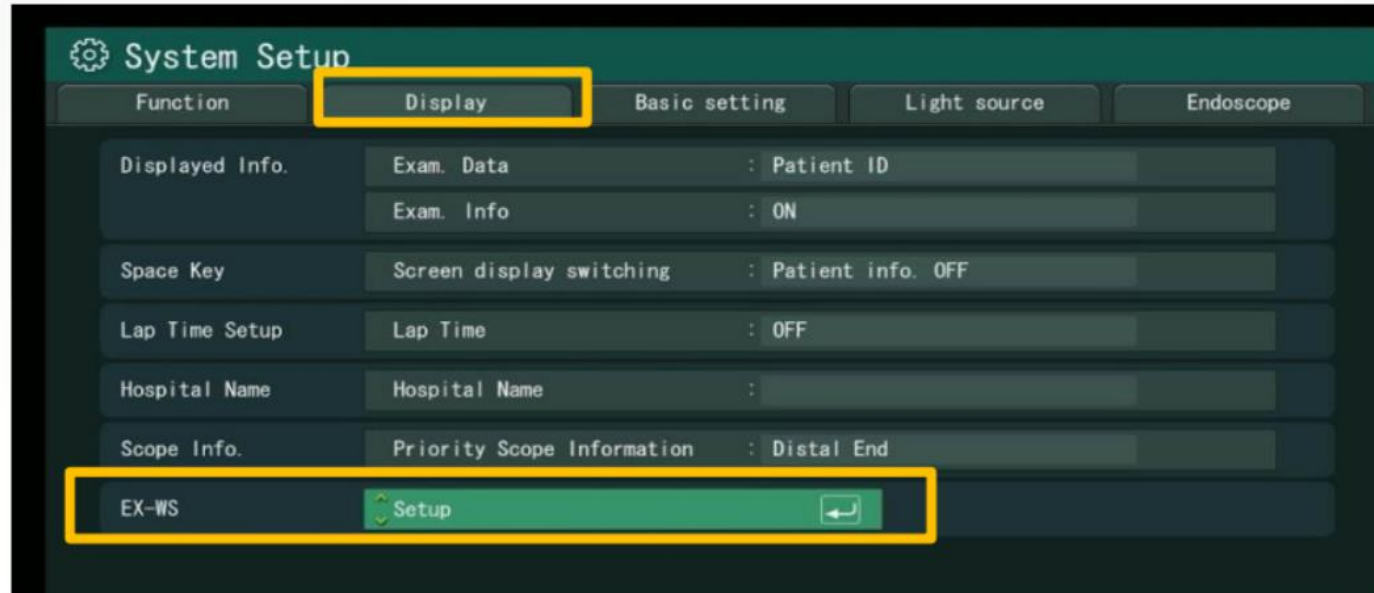 System Setup
Function Display Basic setting Light source Endoscope
Displayed Info. Exam. Data : Patient ID
Exam. Info : ON
Space Key Screen display switching : Patient info. OFF
Lap Time Setup Lap Time : OFF
Hospital Name Hospital Name :
Scope Info. Priority Scope Information : Distal End
EX-WS Setup